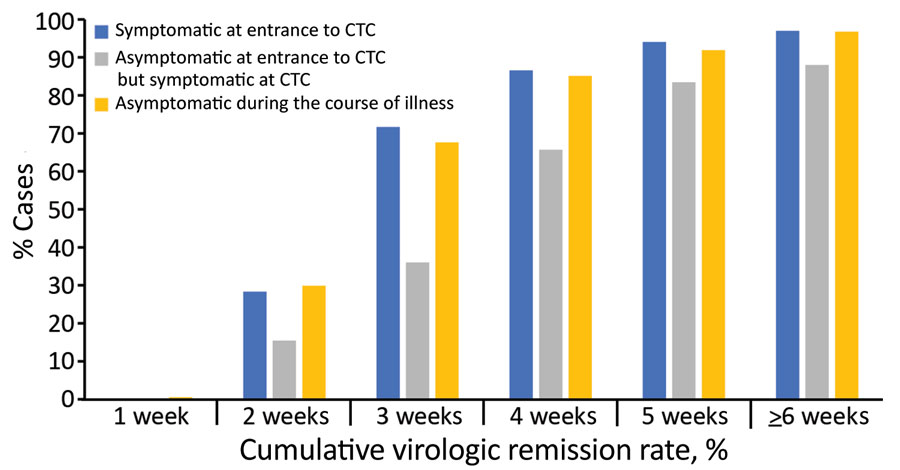 100
90
80
70
60
50
40
30
20
10
0
% Cases
Symptomatic at entrance to CTC
Asymptomatic at entrance to CTC
but symptomatic at CTC
Asymptomatic during the course of illness
1 week
2 weeks
3 weeks
4 weeks
5 weeks
≥6 weeks
Cumulative virologic remission rate, %